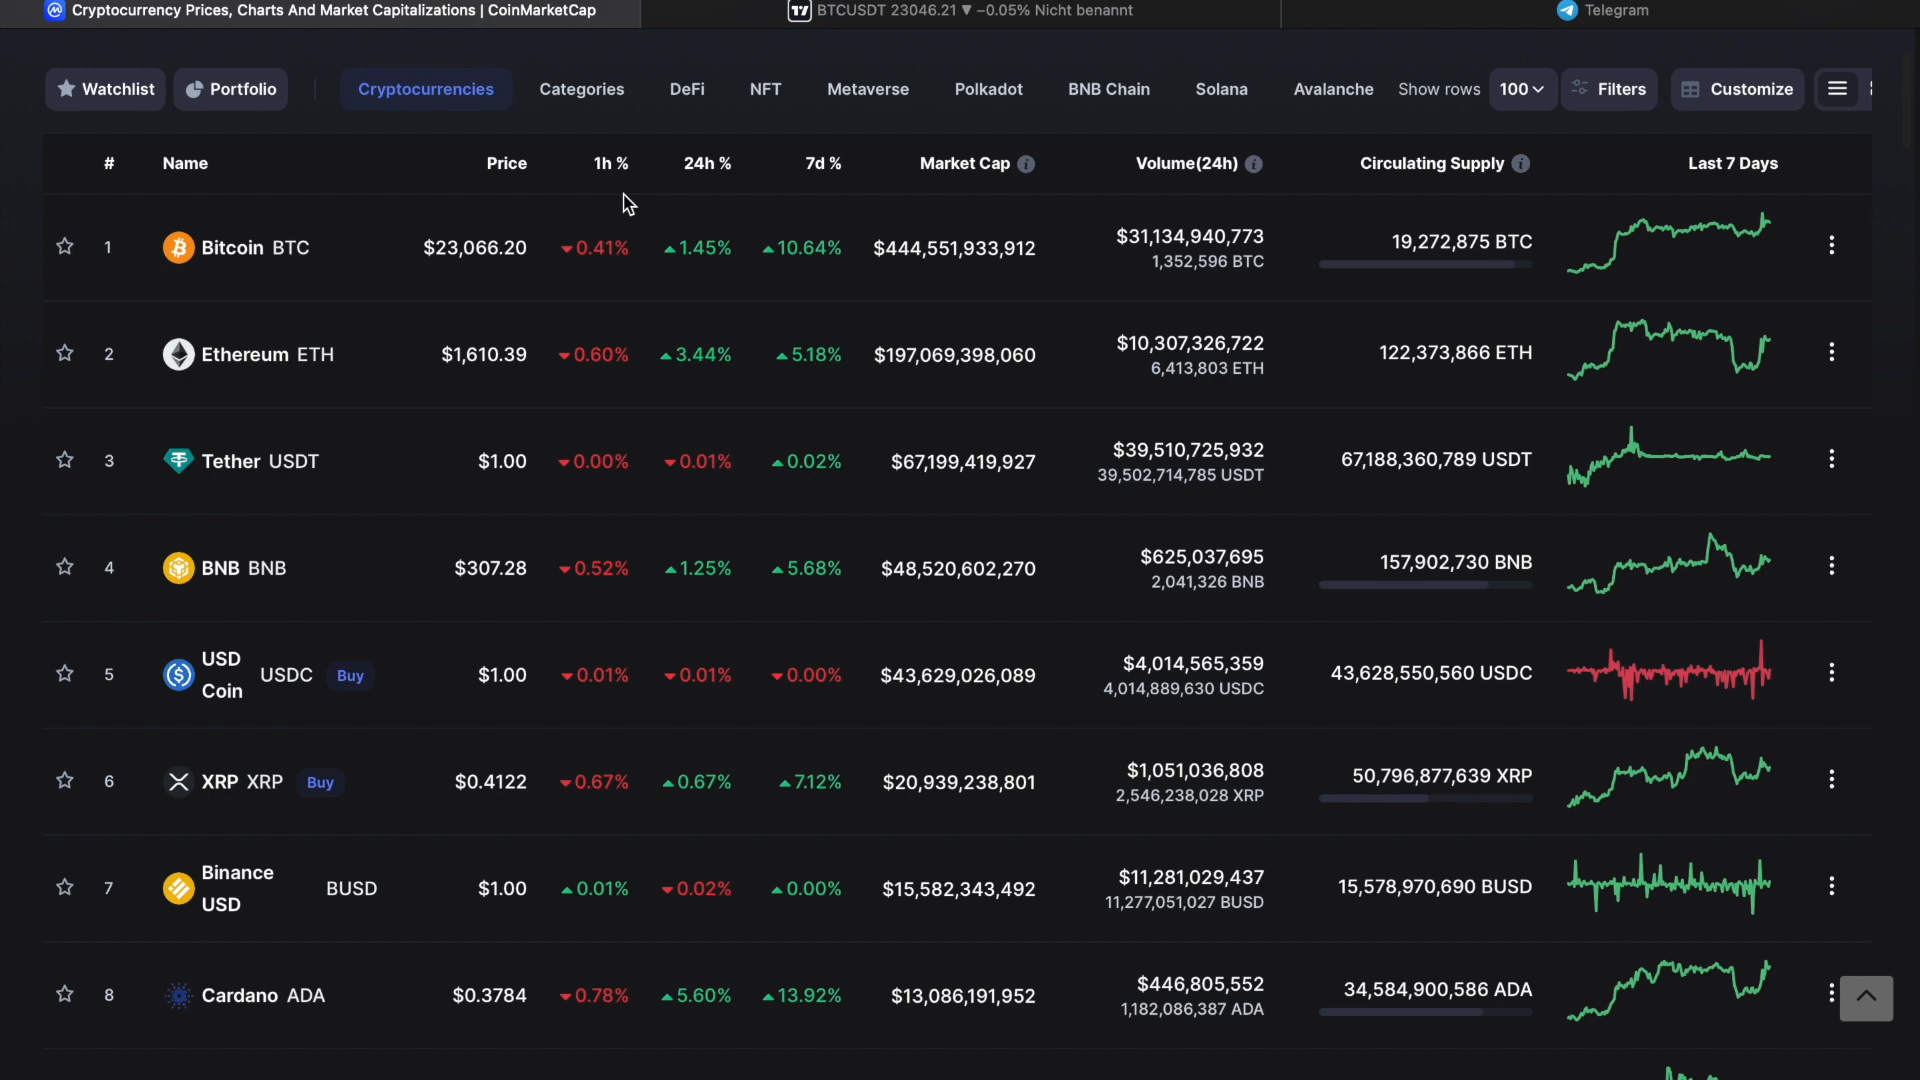 Cryptocurrency Prices, Charts And Market Capitalizations | CoinMarketCap
BTCUSDT 23046.21 ▼ −0.05% Nicht benannt
Telegram
Watchlist
Portfolio
Cryptocurrencies
Categories
DeFi
NFT
Metaverse
Polkadot
BNB Chain
Solana
Avalanche
Show rows
100
Filters
Customize
# Name Price 1h % 24h % 7d % Market Cap Volume(24h) Circulating Supply Last 7 Days
1 Bitcoin BTC $23,066.20 0.41% 1.45% 10.64% $444,551,933,912 $31,134,940,773 19,272,875 BTC
1,352,596 BTC
2 Ethereum ETH $1,610.39 0.60% 3.44% 5.18% $197,069,398,060 $10,307,326,722 122,373,866 ETH
6,413,803 ETH
3 Tether USDT $1.00 0.00% 0.01% 0.02% $67,199,419,927 $39,510,725,932 67,188,360,789 USDT
39,502,714,785 USDT
4 BNB BNB $307.28 0.52% 1.25% 5.68% $48,520,602,270 $625,037,695 157,902,730 BNB
2,041,326 BNB
5 USD Coin USDC Buy $1.00 0.01% 0.01% 0.00% $43,629,026,089 $4,014,565,359 43,628,550,560 USDC
4,014,889,630 USDC
6 XRP XRP Buy $0.4122 0.67% 0.67% 7.12% $20,939,238,801 $1,051,036,808 50,796,877,639 XRP
2,546,238,028 XRP
7 Binance USD BUSD $1.00 0.01% 0.02% 0.00% $15,582,343,492 $11,281,029,437 15,578,970,690 BUSD
11,277,051,027 BUSD
8 Cardano ADA $0.3784 0.78% 5.60% 13.92% $13,086,191,952 $446,805,552 34,584,900,586 ADA
1,182,086,387 ADA